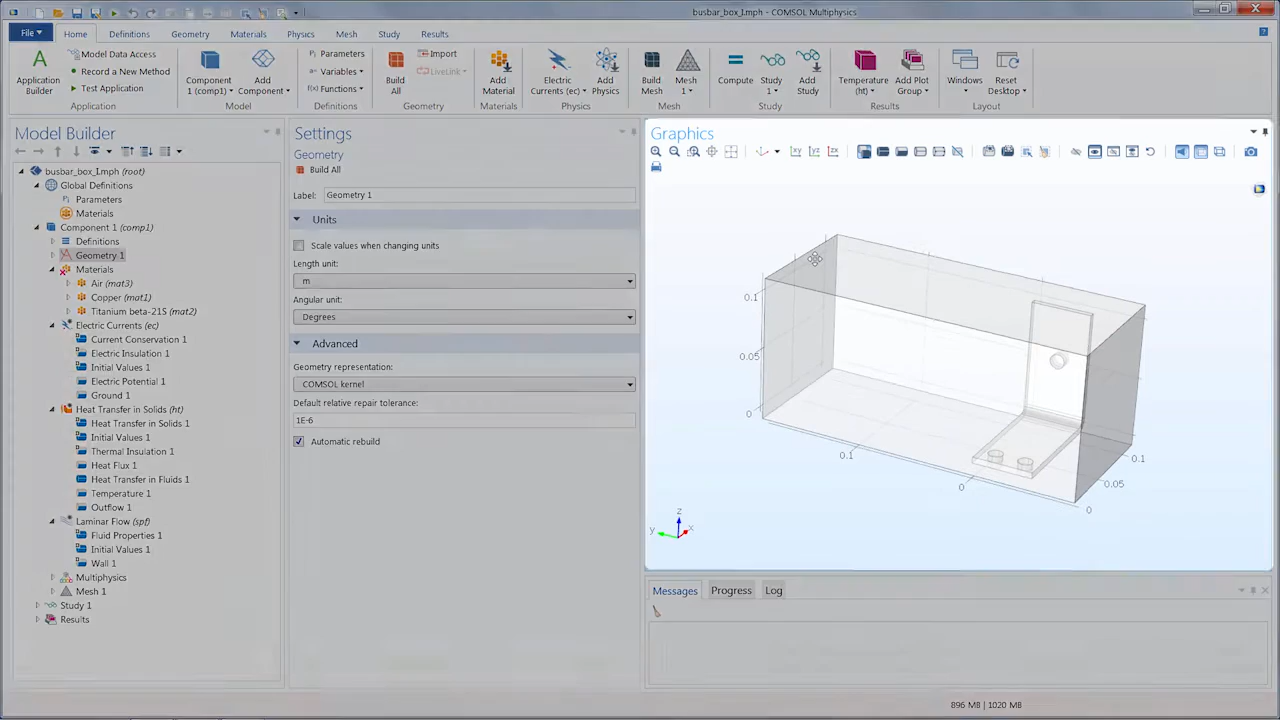 busbar_box_I.mph - COMSOL Multiphysics
File
Home
Definitions
Geometry
Materials
Physics
Mesh
Study
Results
Application Builder
Model Data Access
Record a New Method
Test Application
Application
Component 1 (comp1)
Add Component
Model
Parameters
Variables
Functions
Definitions
Build All
Import
LiveLink
Geometry
Add Material
Materials
Electric Currents (ec)
Add Physics
Physics
Build Mesh
Mesh 1
Mesh
Compute
Study 1
Add Study
Study
Temperature (ht)
Add Plot Group
Results
Windows
Reset Desktop
Layout
Model Builder
busbar_box_I.mph (root)
Global Definitions
Parameters
Materials
Component 1 (comp1)
Definitions
Geometry 1
Materials
Air (mat3)
Copper (mat1)
Titanium beta-21S (mat2)
Electric Currents (ec)
Current Conservation 1
Electric Insulation 1
Initial Values 1
Electric Potential 1
Ground 1
Heat Transfer in Solids (ht)
Heat Transfer in Solids 1
Initial Values 1
Thermal Insulation 1
Heat Flux 1
Heat Transfer in Fluids 1
Temperature 1
Outflow 1
Laminar Flow (spf)
Fluid Properties 1
Initial Values 1
Wall 1
Multiphysics
Mesh 1
Study 1
Results
Settings
Geometry
Build All
Label: Geometry 1
Units
Scale values when changing units
Length unit:
m
Angular unit:
Degrees
Advanced
Geometry representation:
COMSOL kernel
Default relative repair tolerance:
1E-6
Automatic rebuild
Graphics
xy
yz
zx
0.1
0.05
0
0.1
0
0.1
0.05
0
z
y
x
Messages
Progress
Log
896 MB | 1020 MB